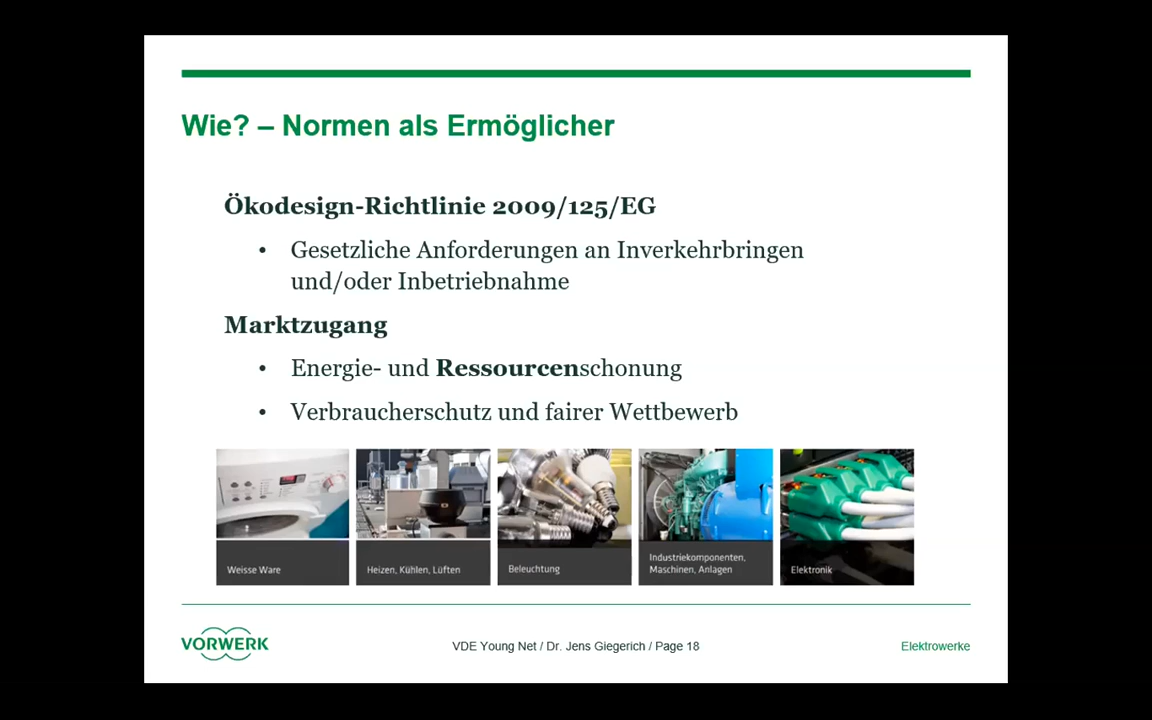 Wie? – Normen als Ermöglicher
Ökodesign-Richtlinie 2009/125/EG
• Gesetzliche Anforderungen an Inverkehrbringen
und/oder Inbetriebnahme
Marktzugang
• Energie- und Ressourcenschonung
• Verbraucherschutz und fairer Wettbewerb
Weisse Ware
Heizen, Kühlen, Lüften
Beleuchtung
Industriekomponenten,
Maschinen, Anlagen
Elektronik
VORWERK
VDE Young Net / Dr. Jens Giegerich / Page 18
Elektrowerke